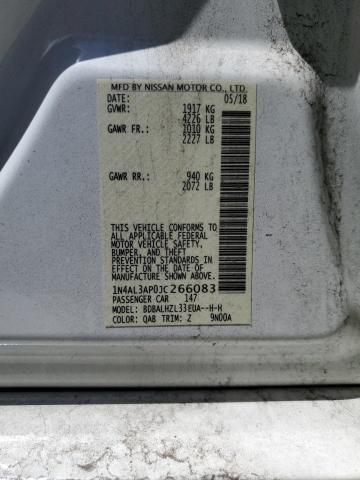 MFD BY NISSAN MOTOR CO., LTD.
DATE: 05/18
GVWR: 1917 KG
4226 LB
GAWR FR.: 1010 KG
2227 LB
GAWR RR.: 940 KG
2072 LB
THIS VEHICLE CONFORMS TO
ALL APPLICABLE FEDERAL
MOTOR VEHICLE SAFETY,
BUMPER, AND THEFT
PREVENTION STANDARDS IN
EFFECT ON THE DATE OF
MANUFACTURE SHOWN ABOVE.
1N4AL3AP0JC266083
PASSENGER CAR 147
MODEL: BDBALHZL33EUA--H-H
COLOR: QAB TRIM: Z 9N00A